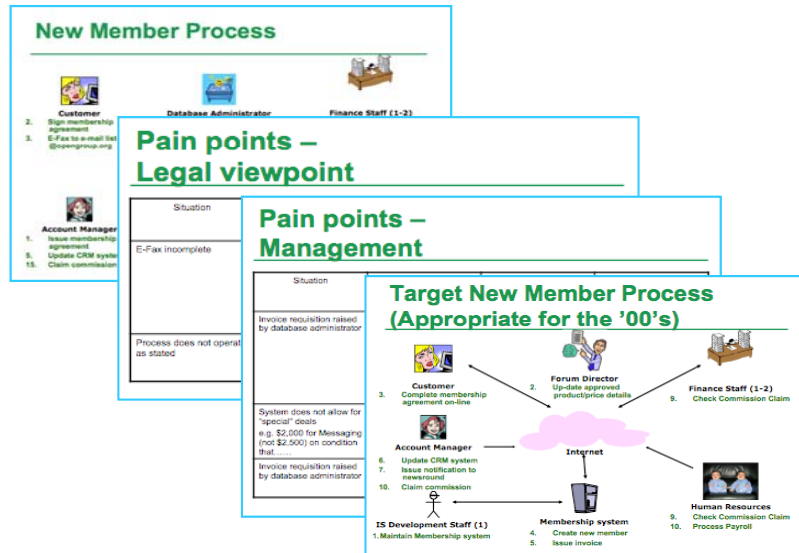 New Member Process
Customer
2. Sign membership
agreement
3. E-Fax to e-mail list
@opengroup.org
Database Administrator
Finance Staff (1-2)
Account Manager
1. Issue membership
agreement
5. Update CRM syste
15. Claim commission
Pain points –
Legal viewpoint
Situation
E-Fax incomplete
Process does not operat
as stated
Pain points –
Management
Situation
Invoice requisition raised
by database administrator
System does not allow for
"special" deals
e.g. $2,000 for Messaging
(not $2,500) on condition
that……
Invoice requisition raised
by database administrator
Target New Member Process
(Appropriate for the ’00’s)
Customer
3. Complete membership
agreement on-line
Forum Director
2. Up-date approved
product/price details
Finance Staff (1-2)
9. Check Commission Claim
Account Manager
6. Update CRM system
7. Issue notification to
newsround
10. Claim commission
Internet
IS Development Staff (1)
1. Maintain Membership system
Membership system
4. Create new member
5. Issue invoice
Human Resources
9. Check Commission Claim
10. Process Payroll